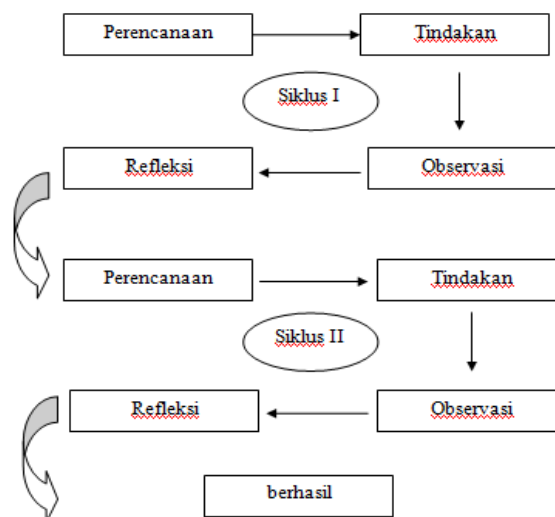 Perencanaan
Tindakan
Siklus I
Refleksi
Observasi
Perencanaan
Tindakan
Siklus II
Refleksi
Observasi
berhasil